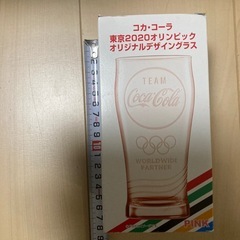 コカ・コーラ
東京2020オリンピック
オリジナルデザイングラス
TEAM
Coca-Cola
WORLDWIDE
PARTNER
PINK